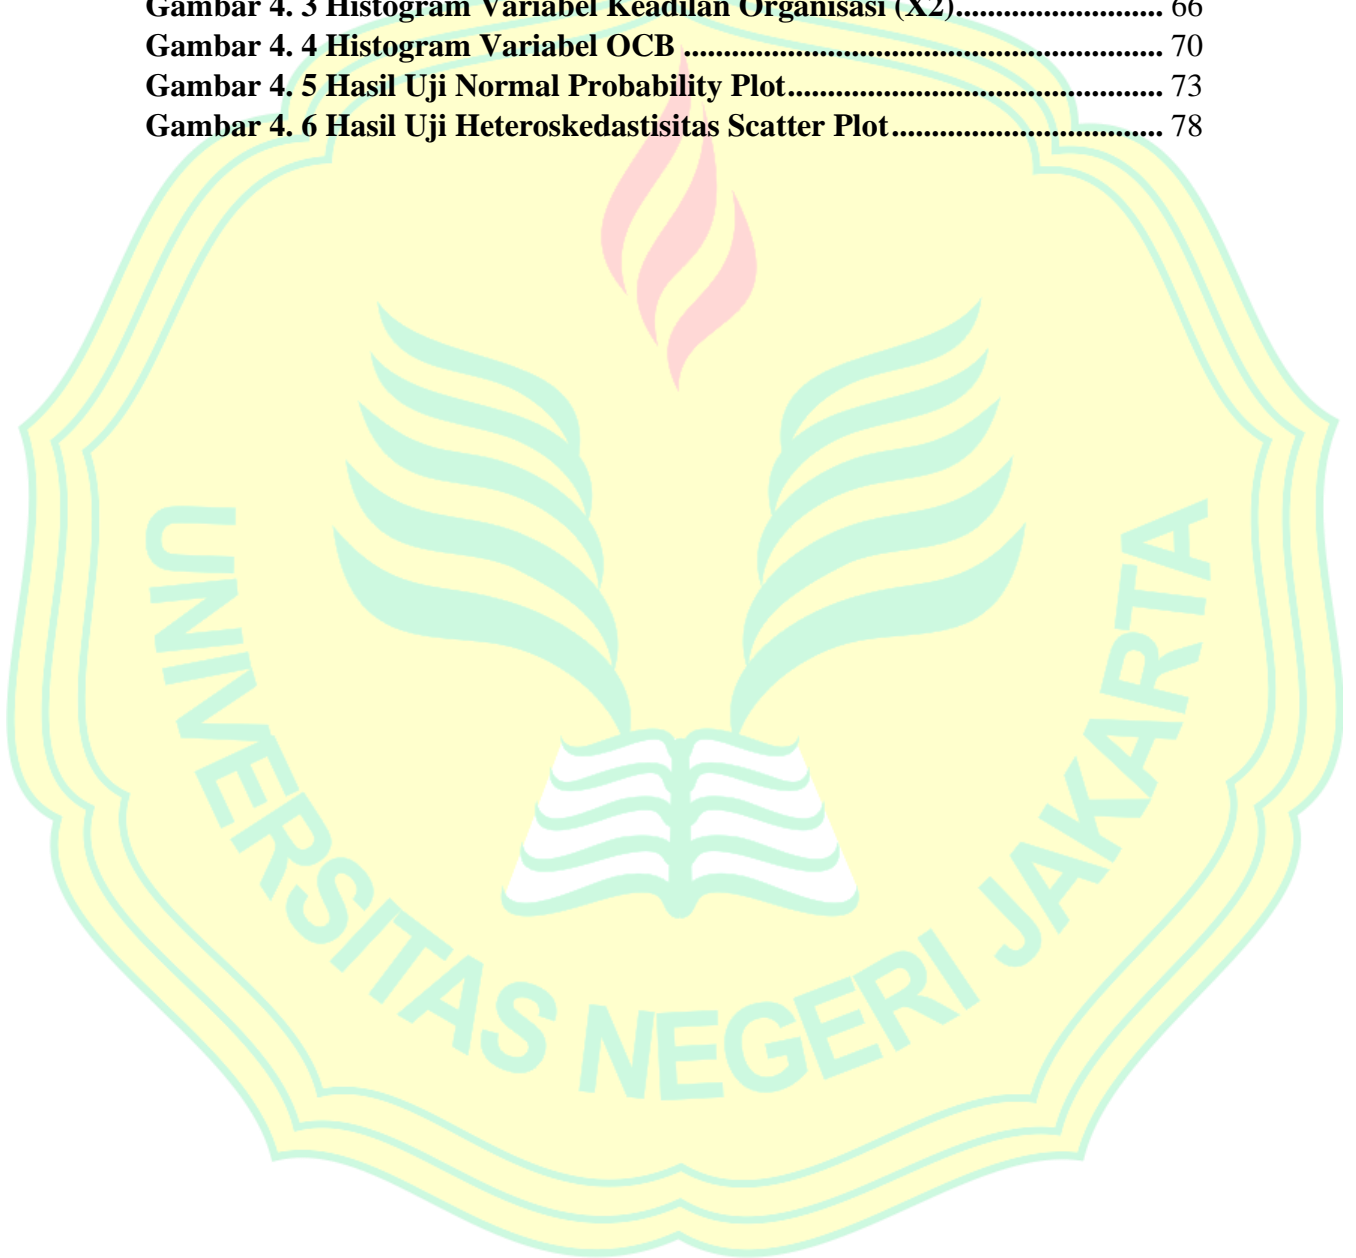 Gambar 4. 3 Histogram Variabel Keadilan Organisasi (X2).......................... 66
Gambar 4. 4 Histogram Variabel OCB ............................................................. 70
Gambar 4. 5 Hasil Uji Normal Probability Plot............................................... 73
Gambar 4. 6 Hasil Uji Heteroskedastisitas Scatter Plot.................................. 78
UNIVERSITAS NEGERI JAKARTA